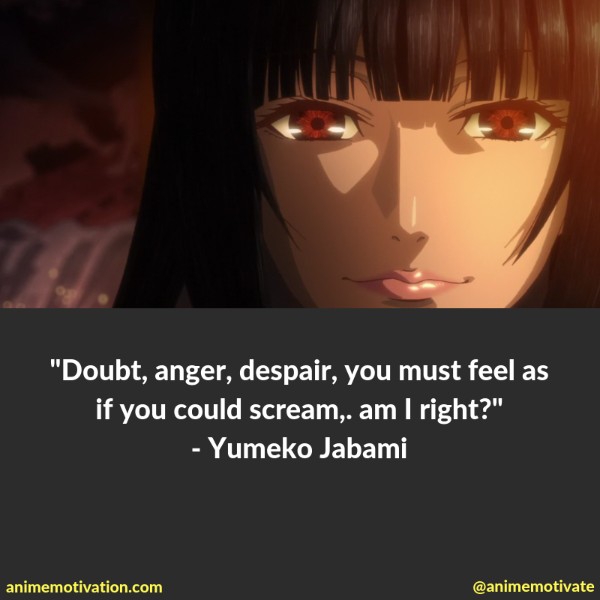 "Doubt, anger, despair, you must feel as
if you could scream,. am I right?"
- Yumeko Jabami
animemotivation.com
@animemotivate